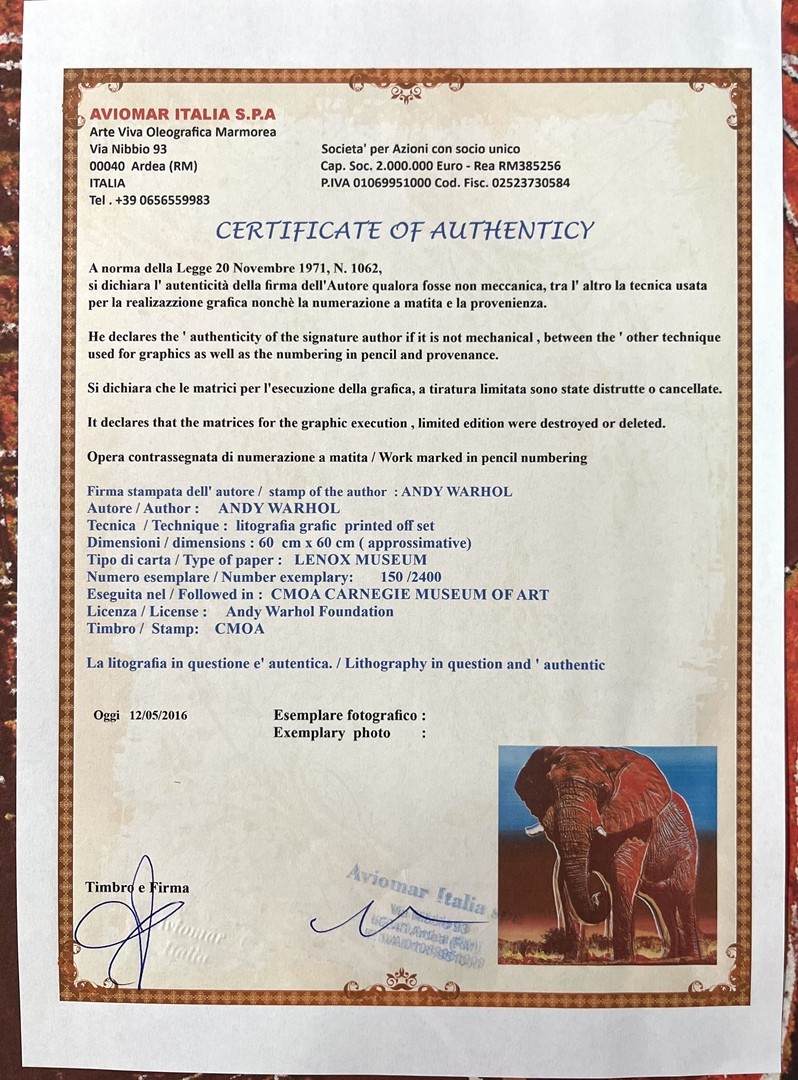 AVIOMAR ITALIA S.P.A
Arte Viva Oleografica Marmorea
Via Nibbio 93
00040 Ardea (RM)
ITALIA
Tel . +39 0656559983
Societa' per Azioni con socio unico
Cap. Soc. 2.000.000 Euro - Rea RM385256
P.IVA 01069951000 Cod. Fisc. 02523730584
CERTIFICATE OF AUTHENTICY
A norma della Legge 20 Novembre 1971, N. 1062,
si dichiara l' autenticità della firma dell'Autore qualora fosse non meccanica, tra l' altro la tecnica usata
per la realizazzione grafica nonchè la numerazione a matita e la provenienza.
He declares the ' authenticity of the signature author if it is not mechanical , between the ' other technique
used for graphics as well as the numbering in pencil and provenance.
Si dichiara che le matrici per l'esecuzione della grafica, a tiratura limitata sono state distrutte o cancellate.
It declares that the matrices for the graphic execution , limited edition were destroyed or deleted.
Opera contrassegnata di numerazione a matita / Work marked in pencil numbering
Firma stampata dell' autore / stamp of the author : ANDY WARHOL
Autore / Author : ANDY WARHOL
Tecnica / Technique : litografia grafic printed off set
Dimensioni / dimensions : 60 cm x 60 cm ( approssimative)
Tipo di carta / Type of paper : LENOX MUSEUM
Numero esemplare / Number exemplary: 150 /2400
Eseguita nel / Followed in : CMOA CARNEGIE MUSEUM OF ART
Licenza / License : Andy Warhol Foundation
Timbro / Stamp: CMOA
La litografia in questione e' autentica. / Lithography in question and ' authentic
Oggi 12/05/2016
Esemplare fotografico :
Exemplary photo :
Timbro e Firma
Aviomar Italia
Via Nibbio 93
00040 Ardea (RM)
Aviomar
Italia